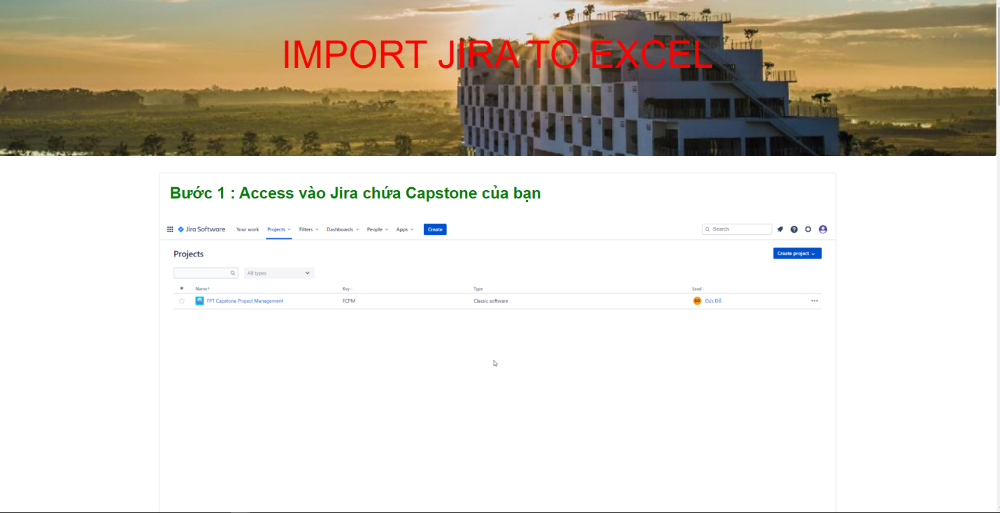 IMPORT JIRA TO EXCEL
Bước 1 : Access vào Jira chứa Capstone của bạn
Jira Software Your work Projects Filters Dashboards People Apps Create Search
Projects Create project
All types
Name Key Type Lead
FPT Capstone Project Management FCPM Classic software Đức Đỗ